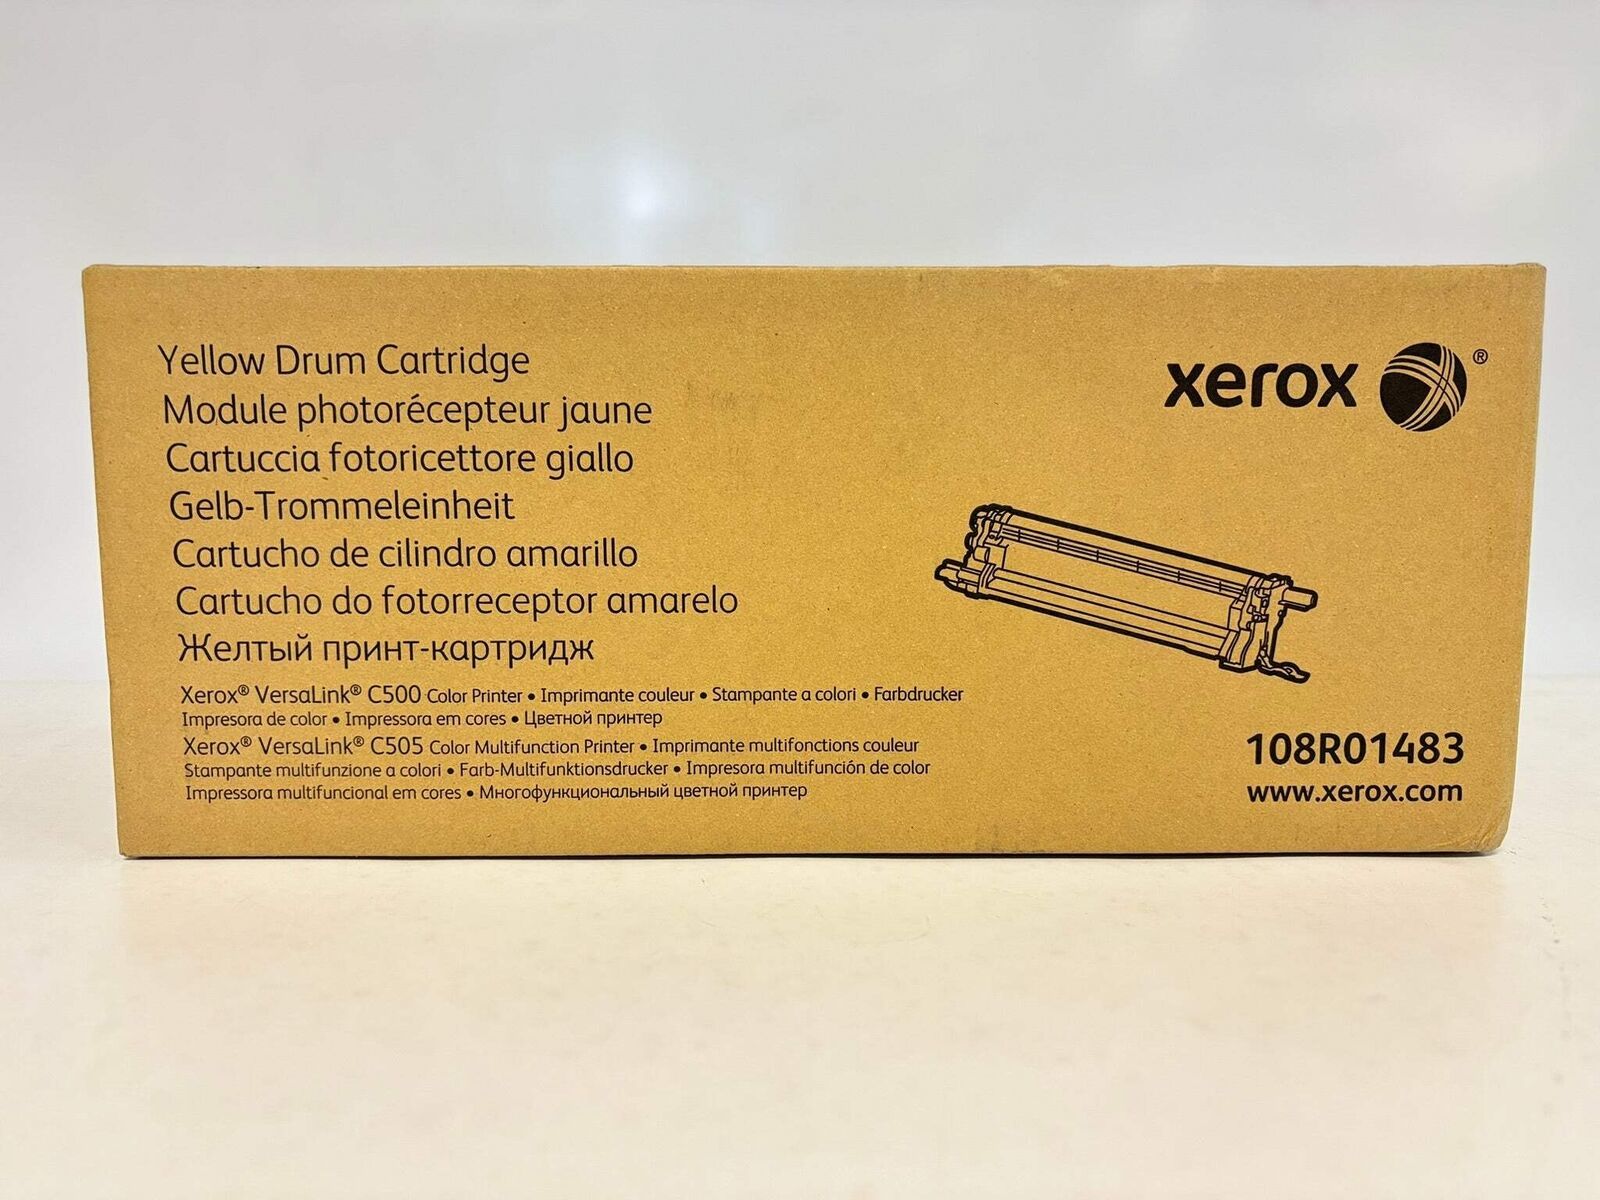 Yellow Drum Cartridge
Module photorécepteur jaune
Cartuccia fotoricettore giallo
Gelb-Trommeleinheit
Cartucho de cilindro amarillo
Cartucho do fotorreceptor amarelo
Желтый принт-картридж
Xerox® VersaLink® C500 Color Printer • Imprimante couleur • Stampante a colori • Farbdrucker
Impresora de color • Impressora em cores • Цветной принтер
Xerox® VersaLink® C505 Color Multifunction Printer • Imprimante multifonctions couleur
Stampante multifunzione a colori • Farb-Multifunktionsdrucker • Impresora multifunción de color
Impressora multifuncional em cores • Многофункциональный цветной принтер
xerox ®
108R01483
www.xerox.com